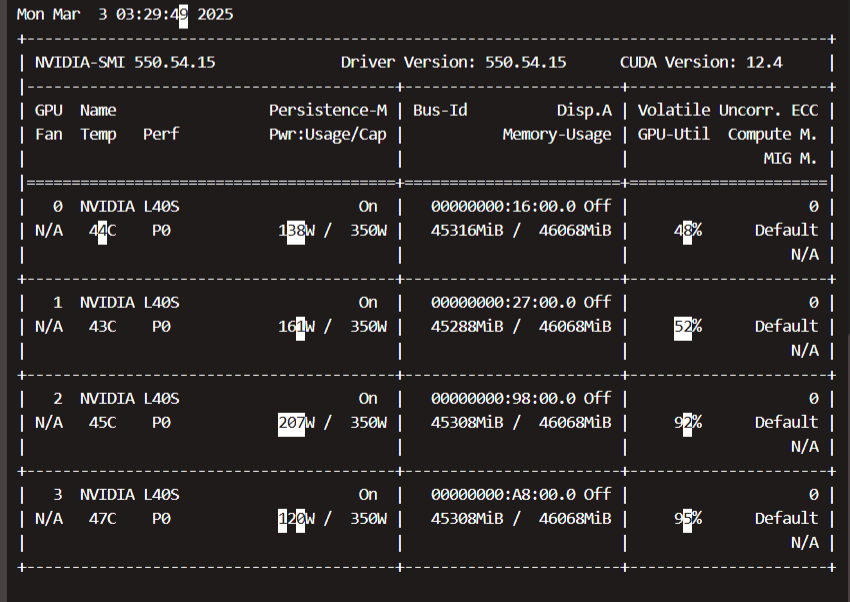 Mon Mar  3 03:29:49 2025
+-----------------------------------------------------------------------------------------+
| NVIDIA-SMI 550.54.15              Driver Version: 550.54.15      CUDA Version: 12.4     |
|-----------------------------------------+------------------------+----------------------+
| GPU  Name                 Persistence-M | Bus-Id          Disp.A | Volatile Uncorr. ECC |
| Fan  Temp   Perf          Pwr:Usage/Cap |           Memory-Usage | GPU-Util  Compute M. |
|                                         |                        |               MIG M. |
|=========================================+========================+======================|
|   0  NVIDIA L40S                    On  |   00000000:16:00.0 Off |                    0 |
| N/A   44C    P0            138W /  350W |   45316MiB /  46068MiB |     48%      Default |
|                                         |                        |                  N/A |
+-----------------------------------------+------------------------+----------------------+
|   1  NVIDIA L40S                    On  |   00000000:27:00.0 Off |                    0 |
| N/A   43C    P0            161W /  350W |   45288MiB /  46068MiB |     52%      Default |
|                                         |                        |                  N/A |
+-----------------------------------------+------------------------+----------------------+
|   2  NVIDIA L40S                    On  |   00000000:98:00.0 Off |                    0 |
| N/A   45C    P0            207W /  350W |   45308MiB /  46068MiB |     92%      Default |
|                                         |                        |                  N/A |
+-----------------------------------------+------------------------+----------------------+
|   3  NVIDIA L40S                    On  |   00000000:A8:00.0 Off |                    0 |
| N/A   47C    P0            120W /  350W |   45308MiB /  46068MiB |     95%      Default |
|                                         |                        |                  N/A |
+-----------------------------------------+------------------------+----------------------+